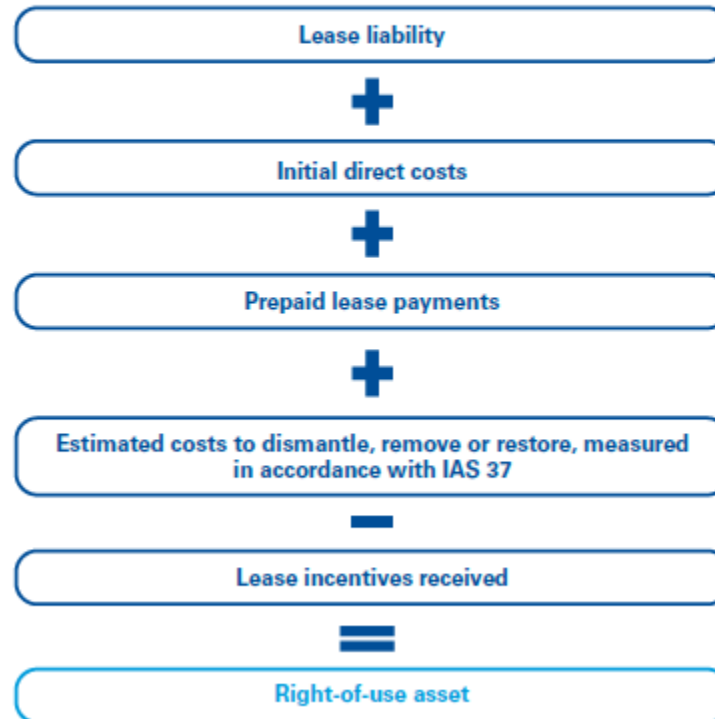 Lease liability
+
Initial direct costs
+
Prepaid lease payments
+
Estimated costs to dismantle, remove or restore, measured
in accordance with IAS 37
–
Lease incentives received
=
Right-of-use asset